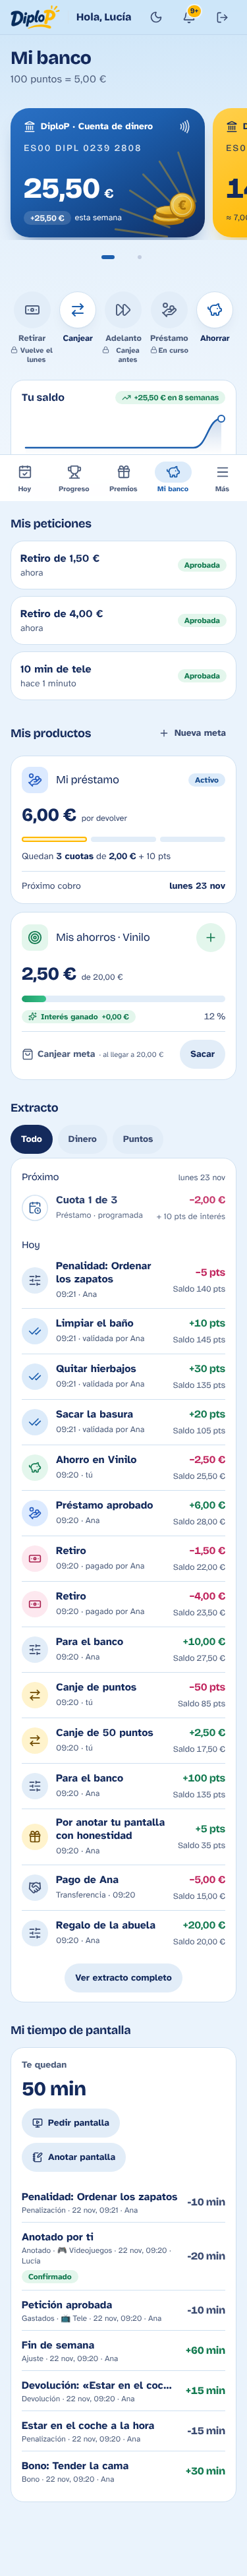 DiploP
Hola, Lucía
9+
Mi banco
100 puntos = 5,00 €
DiploP · Cuenta de dinero
ES00 DIPL 0239 2808
25,50 €
+25,50 € esta semana
ES0
≈ 7,0
Retirar
Vuelve el lunes
Canjear
Adelanto
Canjea antes
Préstamo
En curso
Ahorrar
Tu saldo
+25,50 € en 8 semanas
Hoy
Progreso
Premios
Mi banco
Más
Mis peticiones
Retiro de 1,50 €
ahora
Aprobada
Retiro de 4,00 €
ahora
Aprobada
10 min de tele
hace 1 minuto
Aprobada
Mis productos
Nueva meta
Mi préstamo
Activo
6,00 € por devolver
Quedan 3 cuotas de 2,00 € + 10 pts
Próximo cobro
lunes 23 nov
Mis ahorros · Vinilo
2,50 € de 20,00 €
Interés ganado +0,00 €
12 %
Canjear meta · al llegar a 20,00 €
Sacar
Extracto
Todo
Dinero
Puntos
Próximo
lunes 23 nov
Cuota 1 de 3
−2,00 €
Préstamo · programada
+ 10 pts de interés
Hoy
Penalidad: Ordenar
los zapatos
−5 pts
09:21 · Ana
Saldo 140 pts
Limpiar el baño
+10 pts
09:21 · validada por Ana
Saldo 145 pts
Quitar hierbajos
+30 pts
09:21 · validada por Ana
Saldo 135 pts
Sacar la basura
+20 pts
09:21 · validada por Ana
Saldo 105 pts
Ahorro en Vinilo
−2,50 €
09:20 · tú
Saldo 25,50 €
Préstamo aprobado
+6,00 €
09:20 · Ana
Saldo 28,00 €
Retiro
−1,50 €
09:20 · pagado por Ana
Saldo 22,00 €
Retiro
−4,00 €
09:20 · pagado por Ana
Saldo 23,50 €
Para el banco
+10,00 €
09:20 · Ana
Saldo 27,50 €
Canje de puntos
−50 pts
09:20 · tú
Saldo 85 pts
Canje de 50 puntos
+2,50 €
09:20 · tú
Saldo 17,50 €
Para el banco
+100 pts
09:20 · Ana
Saldo 135 pts
Por anotar tu pantalla
con honestidad
+5 pts
09:20 · Ana
Saldo 35 pts
Pago de Ana
−5,00 €
Transferencia · 09:20
Saldo 15,00 €
Regalo de la abuela
+20,00 €
09:20 · Ana
Saldo 20,00 €
Ver extracto completo
Mi tiempo de pantalla
Te quedan
50 min
Pedir pantalla
Anotar pantalla
Penalidad: Ordenar los zapatos
-10 min
Penalización · 22 nov, 09:21 · Ana
Anotado por ti
-20 min
Anotado · 🎮 Videojuegos · 22 nov, 09:20 ·
Lucía
Confirmado
Petición aprobada
-10 min
Gastados · 📺 Tele · 22 nov, 09:20 · Ana
Fin de semana
+60 min
Ajuste · 22 nov, 09:20 · Ana
Devolución: «Estar en el coc...
+15 min
Devolución · 22 nov, 09:20 · Ana
Estar en el coche a la hora
-15 min
Penalización · 22 nov, 09:20 · Ana
Bono: Tender la cama
+30 min
Bono · 22 nov, 09:20 · Ana